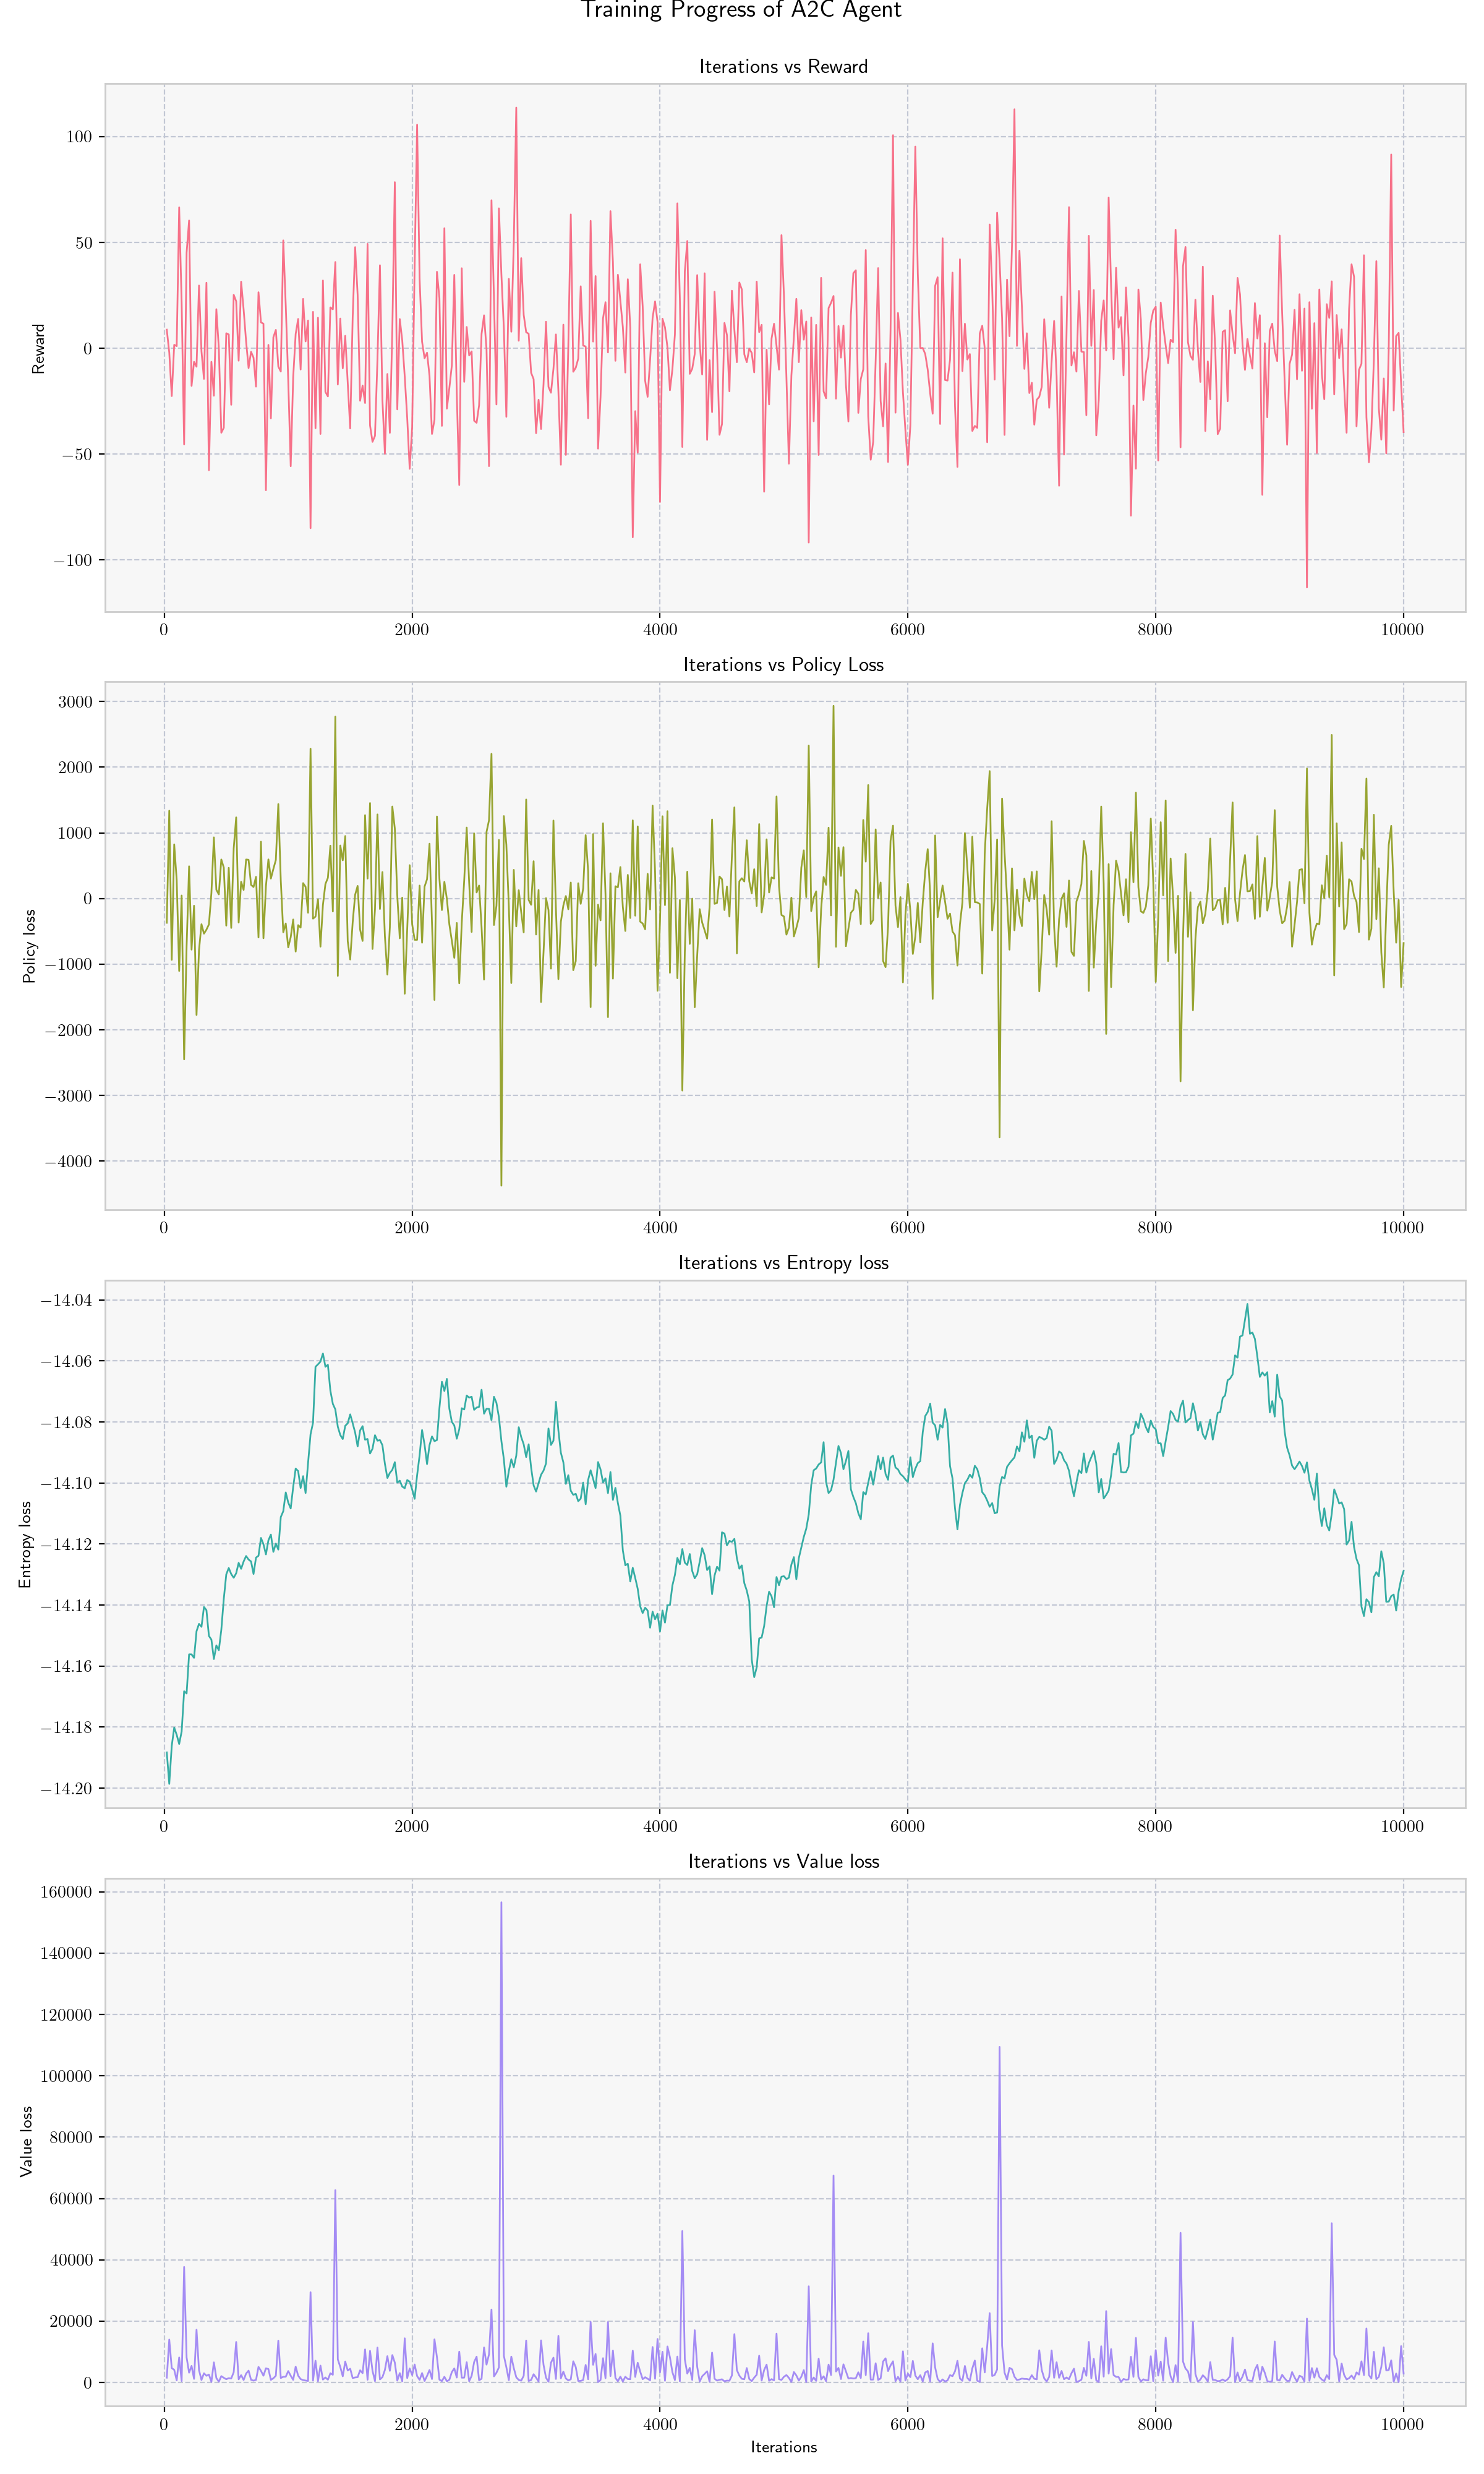 Training Progress of A2C Agent
Iterations vs Reward
Reward
100
50
0
−50
−100
0 2000 4000 6000 8000 10000
Iterations vs Policy Loss
Policy loss
3000
2000
1000
0
−1000
−2000
−3000
−4000
0 2000 4000 6000 8000 10000
Iterations vs Entropy loss
Entropy loss
−14.04
−14.06
−14.08
−14.10
−14.12
−14.14
−14.16
−14.18
−14.20
0 2000 4000 6000 8000 10000
Iterations vs Value loss
Value loss
160000
140000
120000
100000
80000
60000
40000
20000
0
0 2000 4000 6000 8000 10000
Iterations